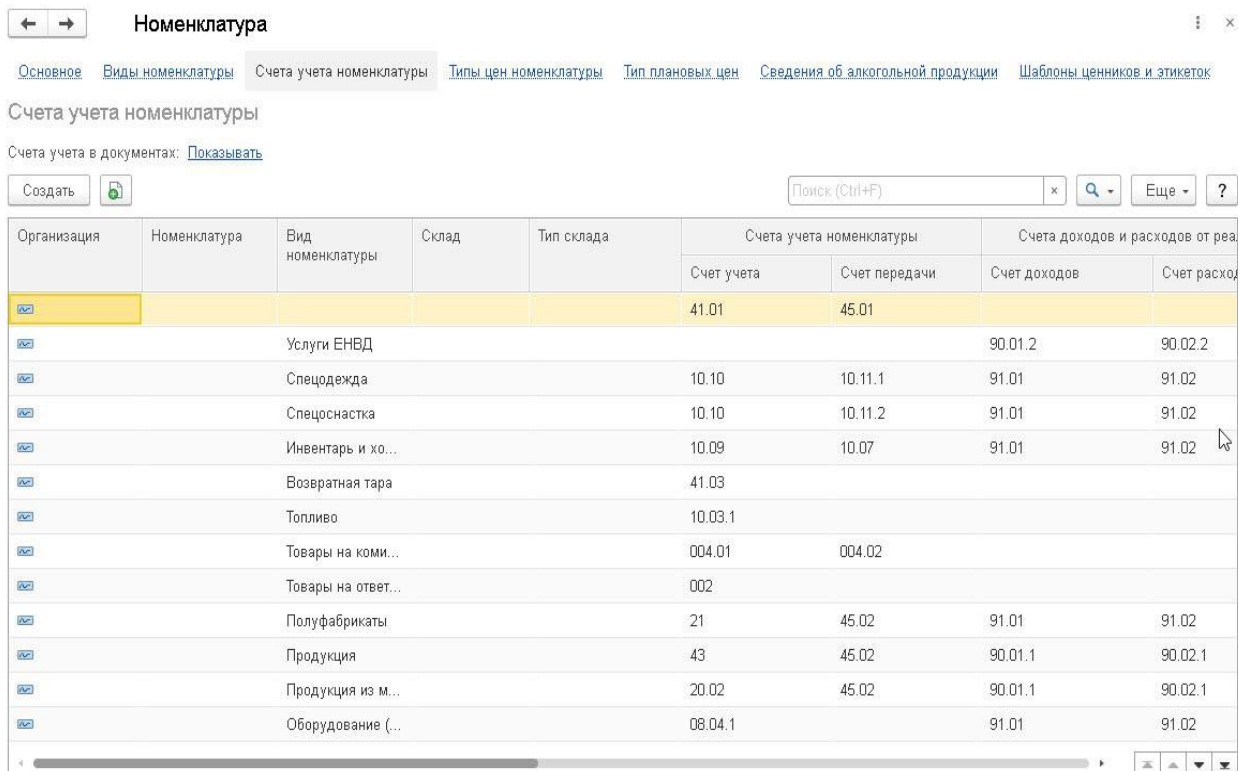 Номенклатура
Основное Виды номенклатуры Счета учета номенклатуры Типы цен номенклатуры Тип плановых цен Сведения об алкогольной продукции Шаблоны ценников и этикеток
Счета учета номенклатуры
Счета учета в документах: Показывать
Создать Поиск (Ctrl+F) × Еще ?
Организация Номенклатура Вид номенклатуры Склад Тип склада Счета учета номенклатуры Счета доходов и расходов от реа
Счет учета Счет передачи Счет доходов Счет расход
41.01 45.01
Услуги ЕНВД 90.01.2 90.02.2
Спецодежда 10.10 10.11.1 91.01 91.02
Спецоснастка 10.10 10.11.2 91.01 91.02
Инвентарь и хо... 10.09 10.07 91.01 91.02
Возвратная тара 41.03
Топливо 10.03.1
Товары на коми... 004.01 004.02
Товары на ответ... 002
Полуфабрикаты 21 45.02 91.01 91.02
Продукция 43 45.02 90.01.1 90.02.1
Продукция из м... 20.02 45.02 90.01.1 90.02.1
Оборудование (... 08.04.1 91.01 91.02